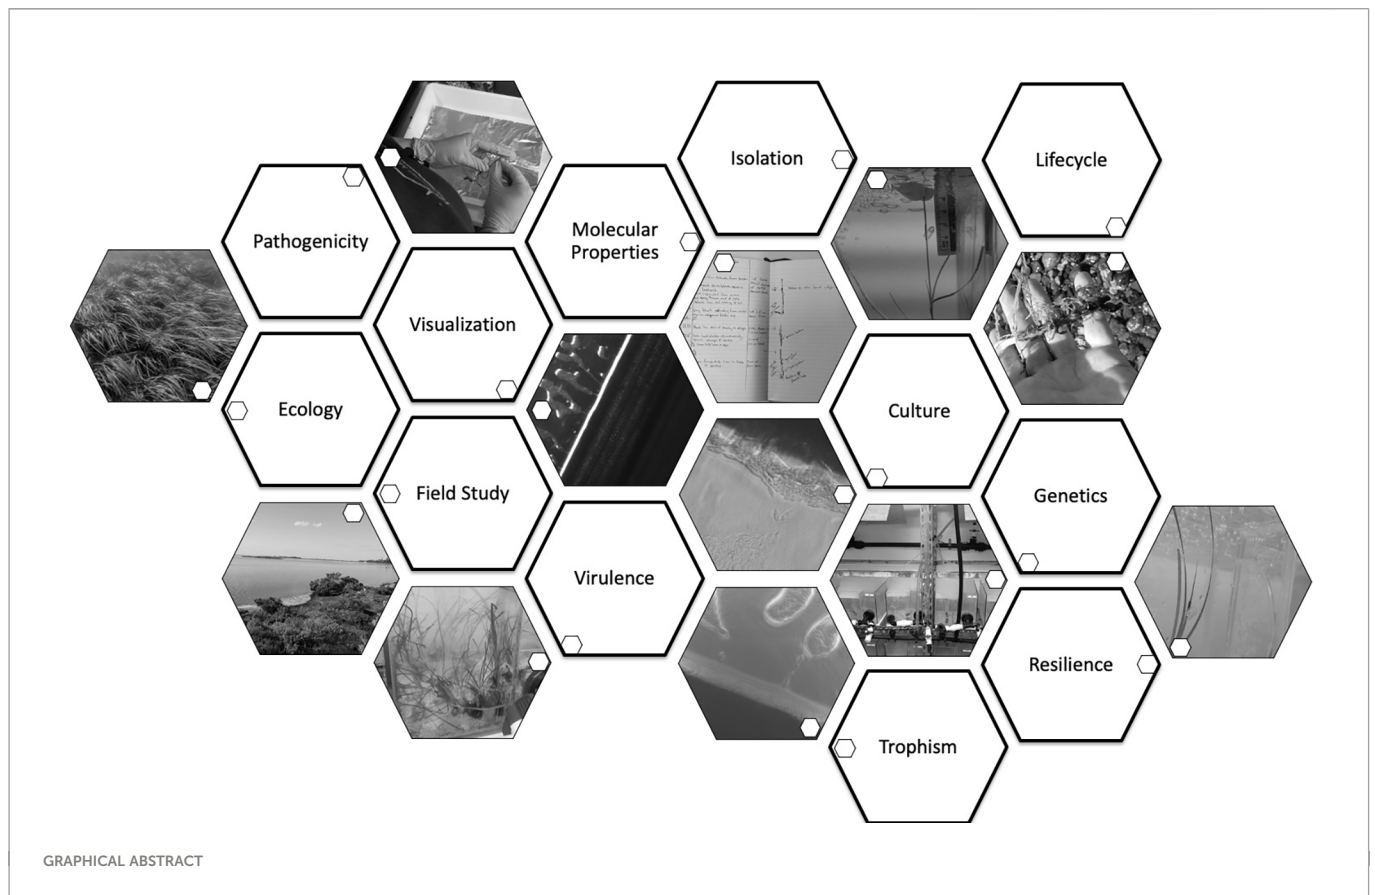 Isolation
Lifecycle
Pathogenicity
Molecular
Properties
Visualization
Ecology
Culture
Field Study
Genetics
Virulence
Resilience
Trophism
GRAPHICAL ABSTRACT